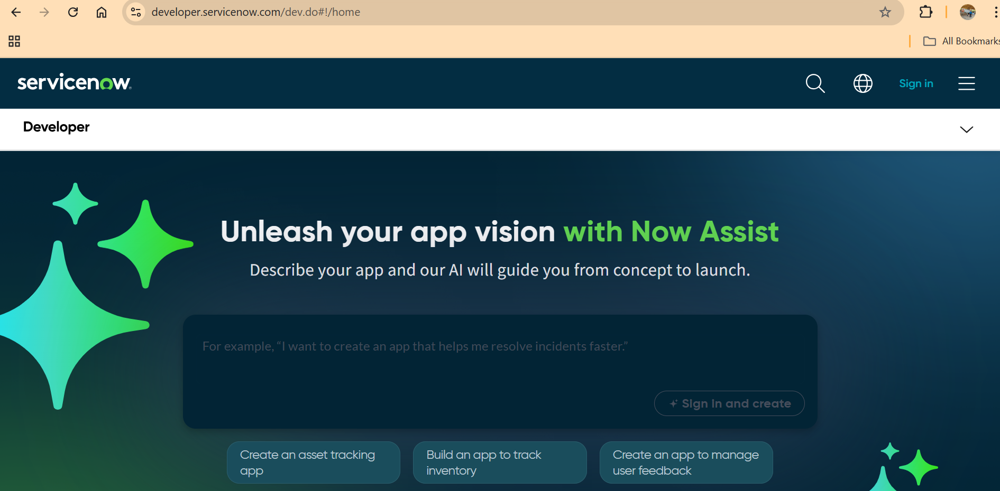 developer.servicenow.com/dev.do#!/home
All Bookmarks
servicenow
Sign in
Developer
Unleash your app vision with Now Assist
Describe your app and our AI will guide you from concept to launch.
For example, “I want to create an app that helps me resolve incidents faster.”
Sign in and create
Create an asset tracking
app
Build an app to track
inventory
Create an app to manage
user feedback